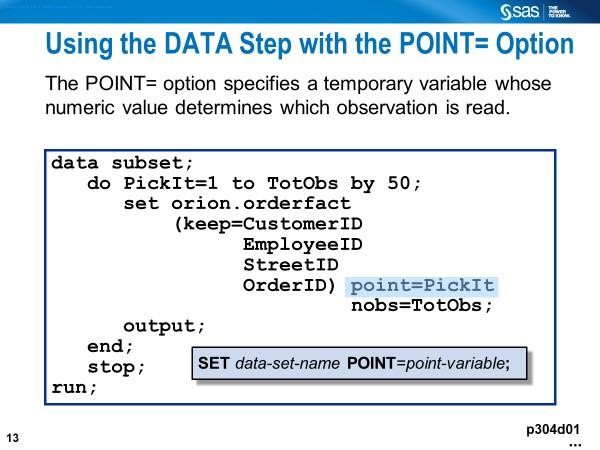 sas
THE
POWER
TO KNOW.
Using the DATA Step with the POINT= Option
The POINT= option specifies a temporary variable whose
numeric value determines which observation is read.
data subset;
   do PickIt=1 to TotObs by 50;
      set orion.orderfact
          (keep=CustomerID
                EmployeeID
                StreetID
                OrderID) point=PickIt
                         nobs=TotObs;
      output;
   end;
   stop;
SET data-set-name POINT=point-variable;
run;
13
p304d01
...